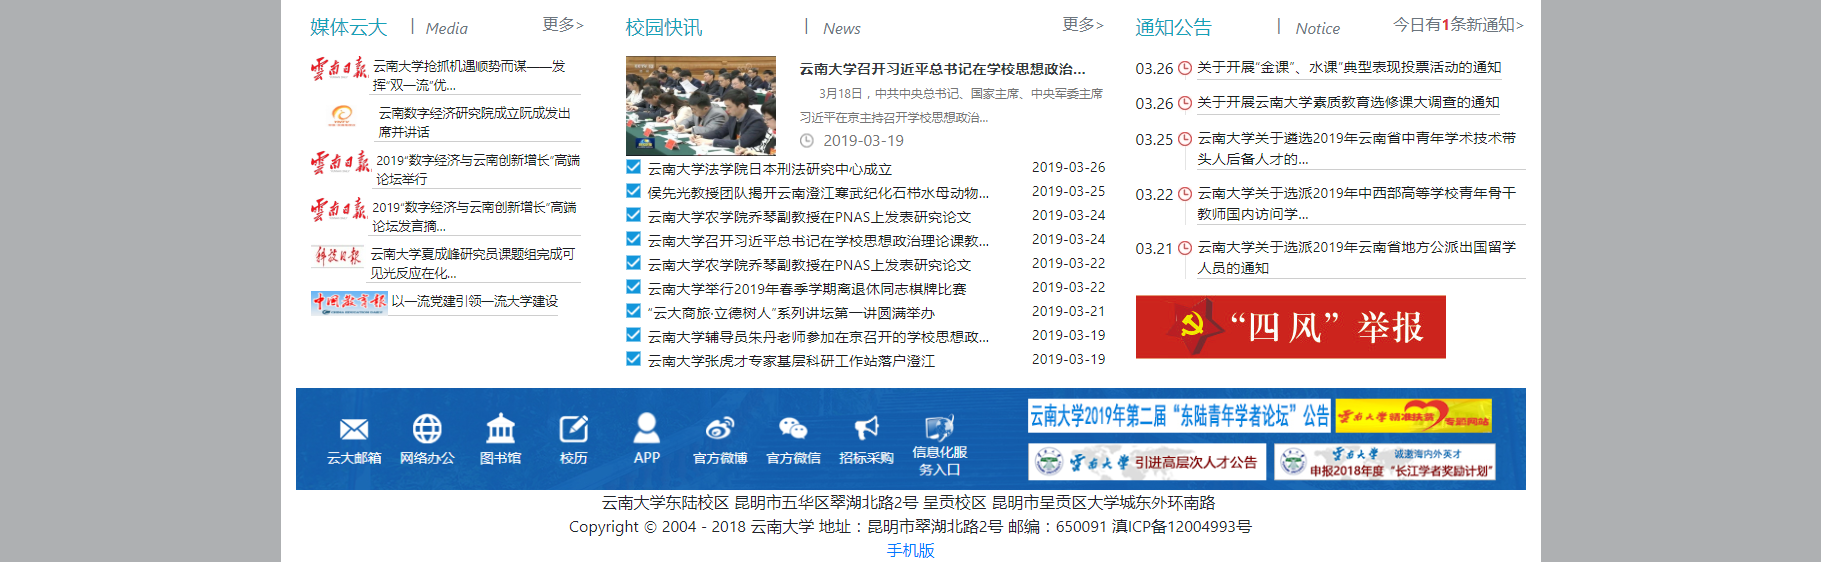 媒体云大 | Media 更多>
云南日报 云南大学抢抓机遇顺势而谋——发
挥“双一流”优...
云南数字经济研究院成立阮成发出
席并讲话
云南日报 2019“数字经济与云南创新增长”高端
论坛举行
云南日报 2019“数字经济与云南创新增长”高端
论坛发言摘...
科技日报 云南大学夏成峰研究员课题组完成可
见光反应在化...
中国教育报 以一流党建引领一流大学建设
校园快讯 | News 更多>
云南大学召开习近平总书记在学校思想政治...
3月18日，中共中央总书记、国家主席、中央军委主席
习近平在京主持召开学校思想政治...
2019-03-19
云南大学法学院日本刑法研究中心成立 2019-03-26
侯先光教授团队揭开云南澄江寒武纪化石栉水母动物... 2019-03-25
云南大学农学院乔琴副教授在PNAS上发表研究论文 2019-03-24
云南大学召开习近平总书记在学校思想政治理论课教... 2019-03-24
云南大学农学院乔琴副教授在PNAS上发表研究论文 2019-03-22
云南大学举行2019年春季学期离退休同志棋牌比赛 2019-03-22
“云大商旅·立德树人”系列讲坛第一讲圆满举办 2019-03-21
云南大学辅导员朱丹老师参加在京召开的学校思想政... 2019-03-19
云南大学张虎才专家基层科研工作站落户澄江 2019-03-19
通知公告 | Notice 今日有1条新通知>
03.26 关于开展“金课”、水课”典型表现投票活动的通知
03.26 关于开展云南大学素质教育选修课大调查的通知
03.25 云南大学关于遴选2019年云南省中青年学术技术带
头人后备人才的...
03.22 云南大学关于选派2019年中西部高等学校青年骨干
教师国内访问学...
03.21 云南大学关于选派2019年云南省地方公派出国留学
人员的通知
“四风”举报
云大邮箱 网络办公 图书馆 校历 APP 官方微博 官方微信 招标采购 信息化服
务入口
云南大学2019年第二届“东陆青年学者论坛”公告
云南大学精准扶贫
专题网站
云南大学 引进高层次人才公告
云南大学 诚邀海内外英才
申报2018年度“长江学者奖励计划”
云南大学东陆校区 昆明市五华区翠湖北路2号 呈贡校区 昆明市呈贡区大学城东外环南路
Copyright © 2004 - 2018 云南大学 地址：昆明市翠湖北路2号 邮编：650091 滇ICP备12004993号
手机版